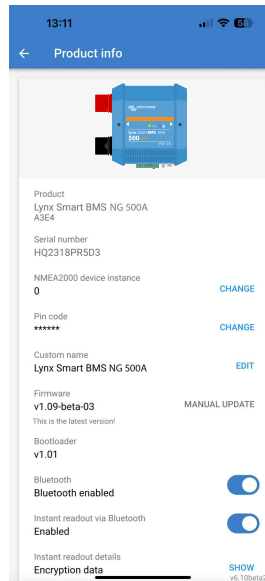 13:11
Product info
500
Product
Lynx Smart BMS NG 500A
A3E4
Serial number
HQ2318PR5D3
NMEA2000 device instance
0
CHANGE
Pin code
******
CHANGE
Custom name
Lynx Smart BMS NG 500A
EDIT
Firmware
v1.09-beta-03
MANUAL UPDATE
This is the latest version!
Bootloader
v1.01
Bluetooth
Bluetooth enabled
Instant readout via Bluetooth
Enabled
Instant readout details
Encryption data
SHOW